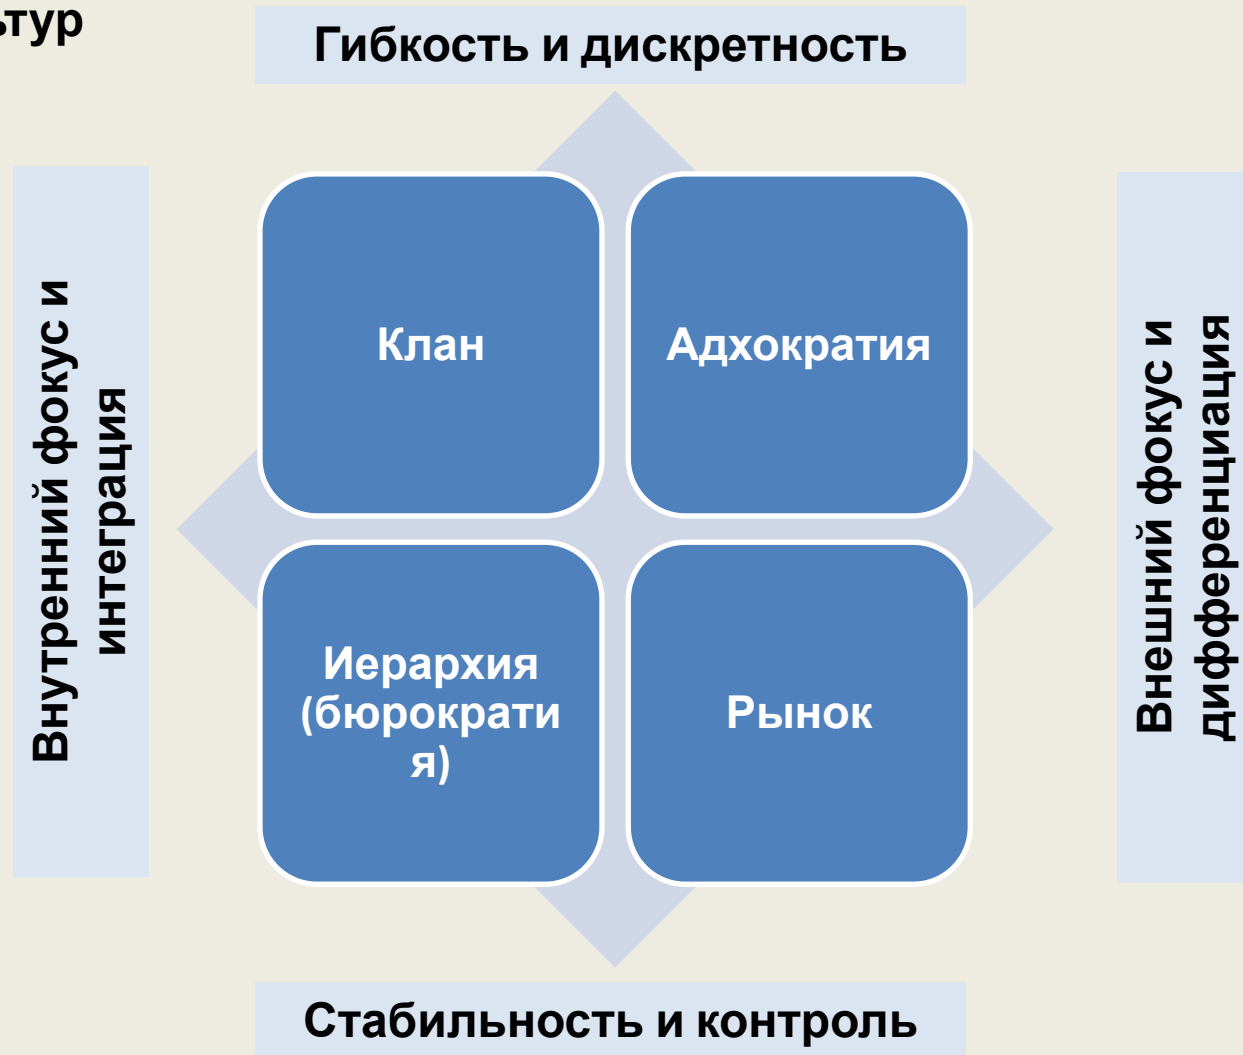 ьтур
Гибкость и дискретность
Внутренний фокус и
интеграция
Клан
Адхократия
Внешний фокус и
дифференциация
Иерархия
(бюрократи
я)
Рынок
Стабильность и контроль